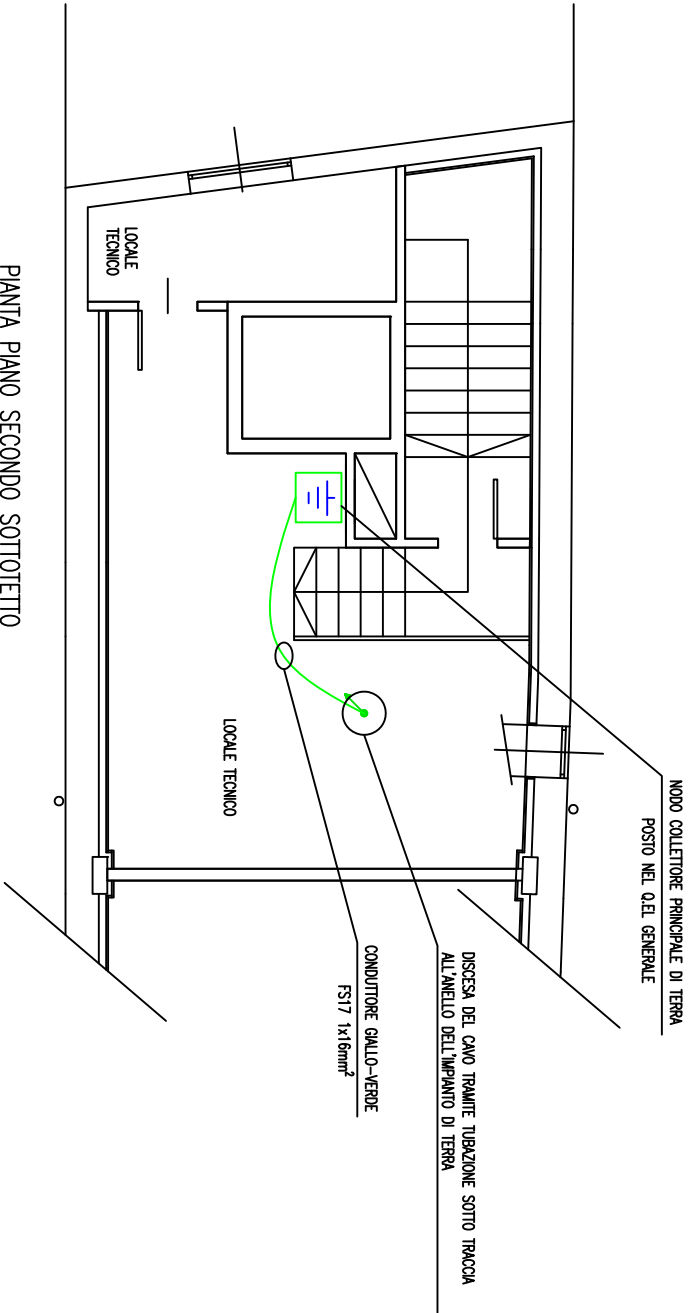 NODO COLLETTORE PRINCIPALE DI TERRA
POSTO NEL Q.EL GENERALE
DISCESA DEL CAVO TRAMITE TUBAZIONE SOTTO TRACCIA
ALL'ANELLO DELL'IMPIANTO DI TERRA
CONDUTTORE GIALLO-VERDE
FS17 1x16mm²
LOCALE TECNICO
LOCALE
TECNICO
PIANTA PIANO SECONDO SOTTOTETTO